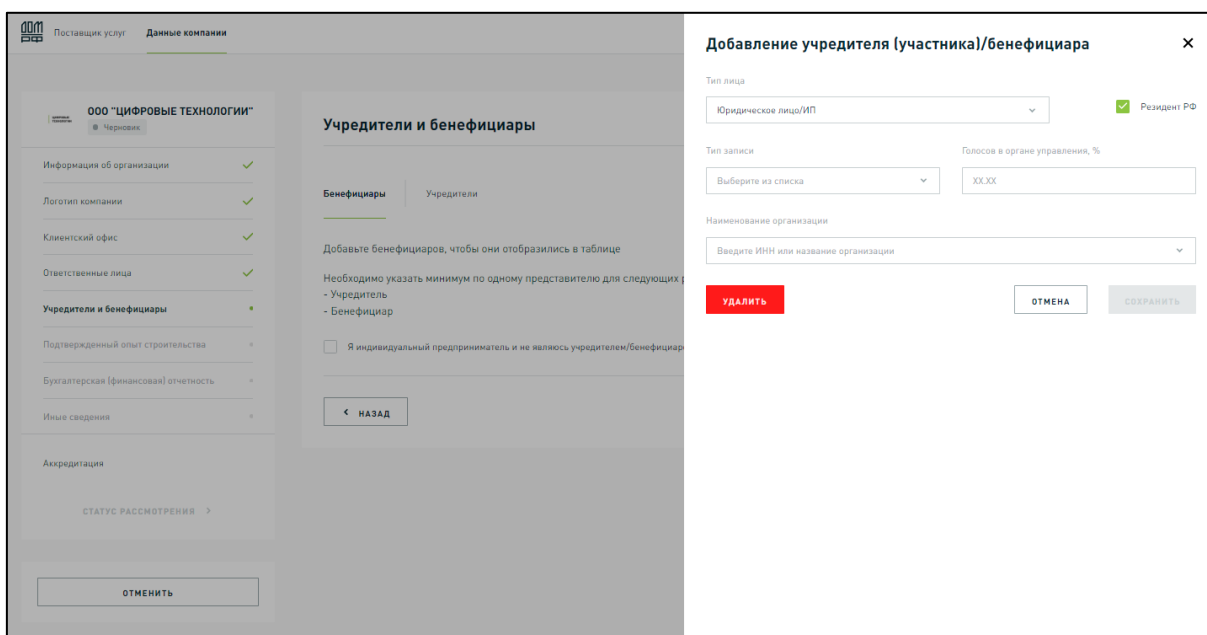 ДОМ РФ
Поставщик услуг
Данные компании
ООО "ЦИФРОВЫЕ ТЕХНОЛОГИИ"
Черновик
Информация об организации
Логотип компании
Клиентский офис
Ответственные лица
Учредители и бенефициары
Подтвержденный опыт строительства
Бухгалтерская (финансовая) отчетность
Иные сведения
Аккредитация
СТАТУС РАССМОТРЕНИЯ
ОТМЕНИТЬ
Учредители и бенефициары
Бенефициары
Учредители
Добавьте бенефициаров, чтобы они отобразились в таблице
Необходимо указать минимум по одному представителю для следующих
- Учредитель
- Бенефициар
Я индивидуальный предприниматель и не являюсь учредителем/бенефициар
НАЗАД
Добавление учредителя (участника)/бенефициара
Тип лица
Юридическое лицо/ИП
Резидент РФ
Тип записи
Голосов в органе управления, %
Выберите из списка
XX.XX
Наименование организации
Введите ИНН или название организации
УДАЛИТЬ
ОТМЕНА
СОХРАНИТЬ